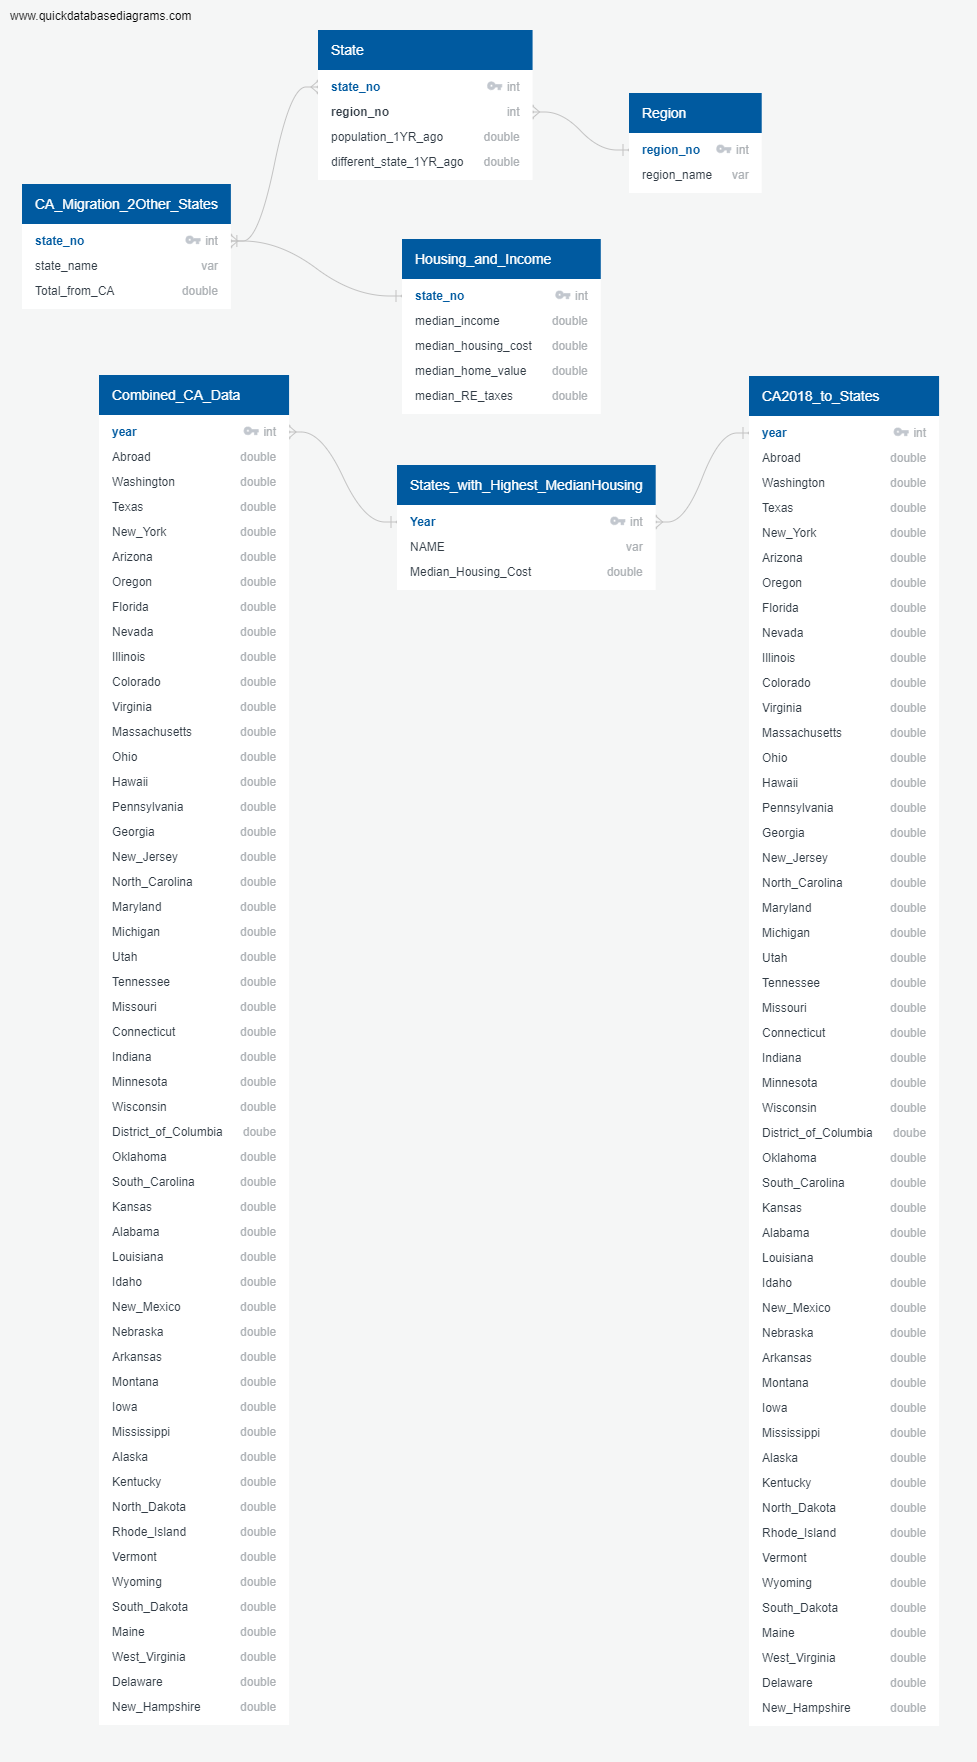 www.quickdatabasediagrams.com
State
state_no int
region_no int
population_1YR_ago double
different_state_1YR_ago double
Region
region_no int
region_name var
CA_Migration_2Other_States
state_no int
state_name var
Total_from_CA double
Housing_and_Income
state_no int
median_income double
median_housing_cost double
median_home_value double
median_RE_taxes double
Combined_CA_Data
year int
Abroad double
Washington double
Texas double
New_York double
Arizona double
Oregon double
Florida double
Nevada double
Illinois double
Colorado double
Virginia double
Massachusetts double
Ohio double
Hawaii double
Pennsylvania double
Georgia double
New_Jersey double
North_Carolina double
Maryland double
Michigan double
Utah double
Tennessee double
Missouri double
Connecticut double
Indiana double
Minnesota double
Wisconsin double
District_of_Columbia doube
Oklahoma double
South_Carolina double
Kansas double
Alabama double
Louisiana double
Idaho double
New_Mexico double
Nebraska double
Arkansas double
Montana double
Iowa double
Mississippi double
Alaska double
Kentucky double
North_Dakota double
Rhode_Island double
Vermont double
Wyoming double
South_Dakota double
Maine double
West_Virginia double
Delaware double
New_Hampshire double
States_with_Highest_MedianHousing
Year int
NAME var
Median_Housing_Cost double
CA2018_to_States
year int
Abroad double
Washington double
Texas double
New_York double
Arizona double
Oregon double
Florida double
Nevada double
Illinois double
Colorado double
Virginia double
Massachusetts double
Ohio double
Hawaii double
Pennsylvania double
Georgia double
New_Jersey double
North_Carolina double
Maryland double
Michigan double
Utah double
Tennessee double
Missouri double
Connecticut double
Indiana double
Minnesota double
Wisconsin double
District_of_Columbia doube
Oklahoma double
South_Carolina double
Kansas double
Alabama double
Louisiana double
Idaho double
New_Mexico double
Nebraska double
Arkansas double
Montana double
Iowa double
Mississippi double
Alaska double
Kentucky double
North_Dakota double
Rhode_Island double
Vermont double
Wyoming double
South_Dakota double
Maine double
West_Virginia double
Delaware double
New_Hampshire double